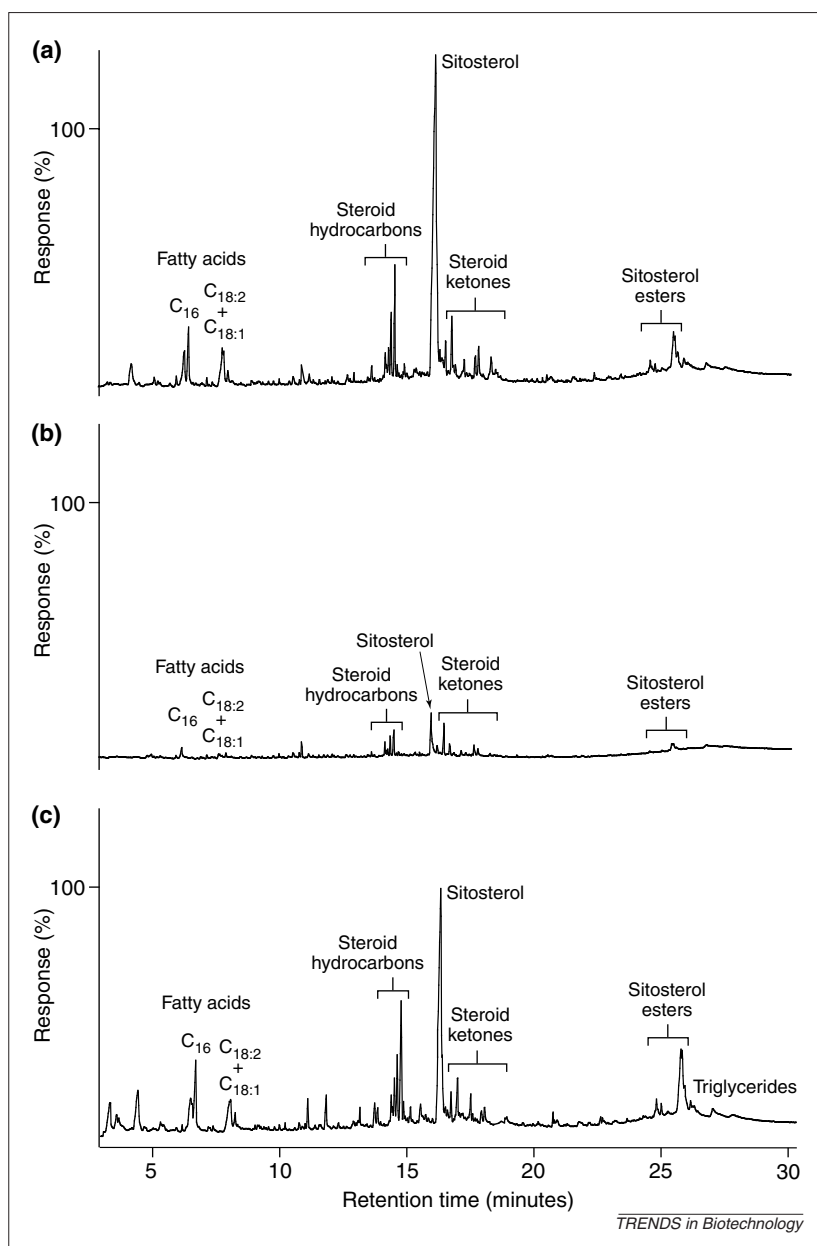 (a)
Sitosterol
100
Steroid
hydrocarbons
Fatty acids
C16
C18:2
+
C18:1
Steroid
ketones
Sitosterol
esters
Response (%)
(b)
100
Sitosterol
Fatty acids
Steroid
hydrocarbons
Steroid
ketones
Sitosterol
esters
C16
C18:2
+
C18:1
Response (%)
(c)
100
Sitosterol
Steroid
hydrocarbons
Fatty acids
C16
C18:2
+
C18:1
Steroid
ketones
Sitosterol
esters
Triglycerides
Response (%)
5 10 15 20 25 30
Retention time (minutes)
TRENDS in Biotechnology